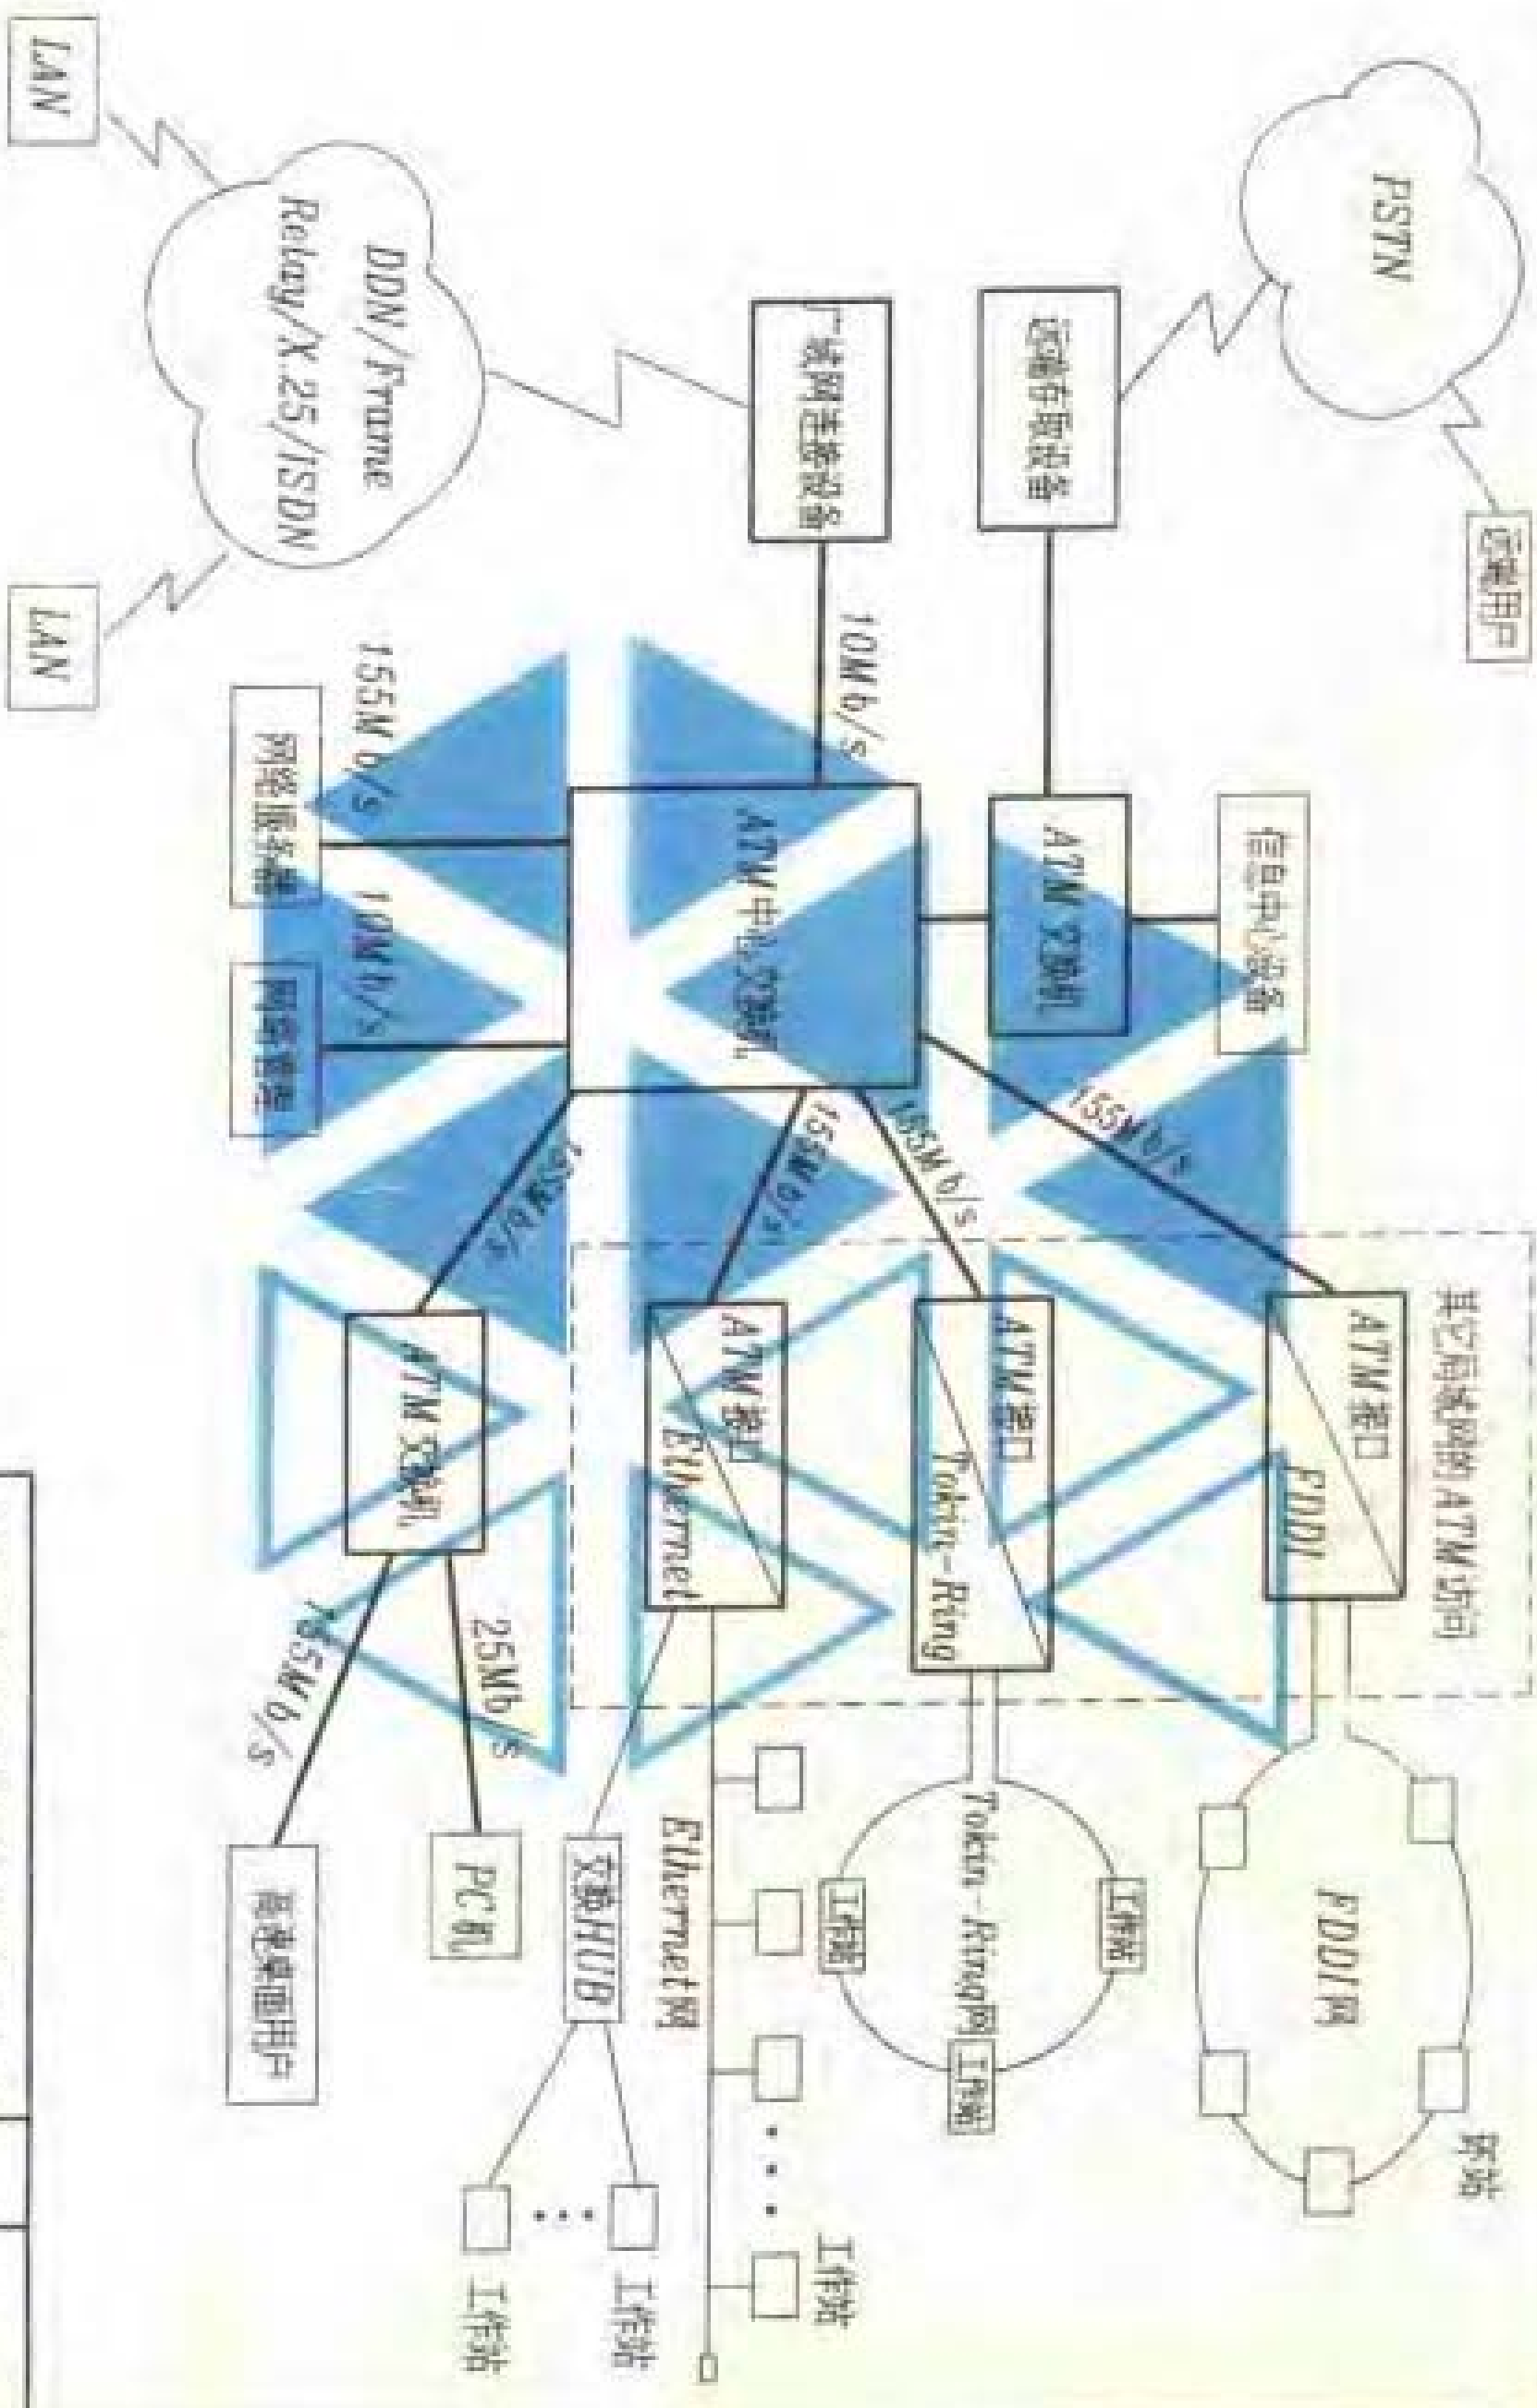 PSTN
远端用户
远端存取设备
信息中心设备
ATM交换机
广域网连接设备
10Mb/s
DDN/Frame
Relay/X.25/ISDN
LAN
LAN
ATM中心交换机
155Mb/s
网络服务器
10Mb/s
网络管理
155Mb/s
155Mb/s
155Mb/s
155Mb/s
其它局域网的ATM访问
ATM接口
FDDI
ATM接口
Tokin-Ring
ATM接口
Ethernet
ATM交换机
25Mb/s
155Mb/s
FDDI网
环站
Tokin-Ring网
工作站
工作站
工作站
Ethernet网
工作站
交换HUB
工作站
工作站
PC机
高速桌面用户